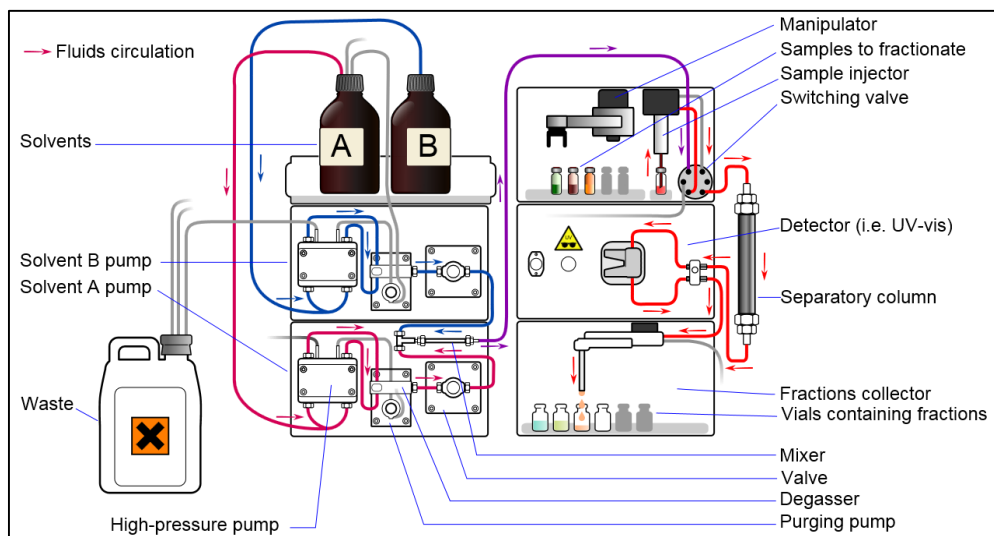 Fluids circulation
Solvents
A
B
Solvent B pump
Solvent A pump
Waste
High-pressure pump
Manipulator
Samples to fractionate
Sample injector
Switching valve
UV
Detector (i.e. UV-vis)
Separatory column
Fractions collector
Vials containing fractions
Mixer
Valve
Degasser
Purging pump